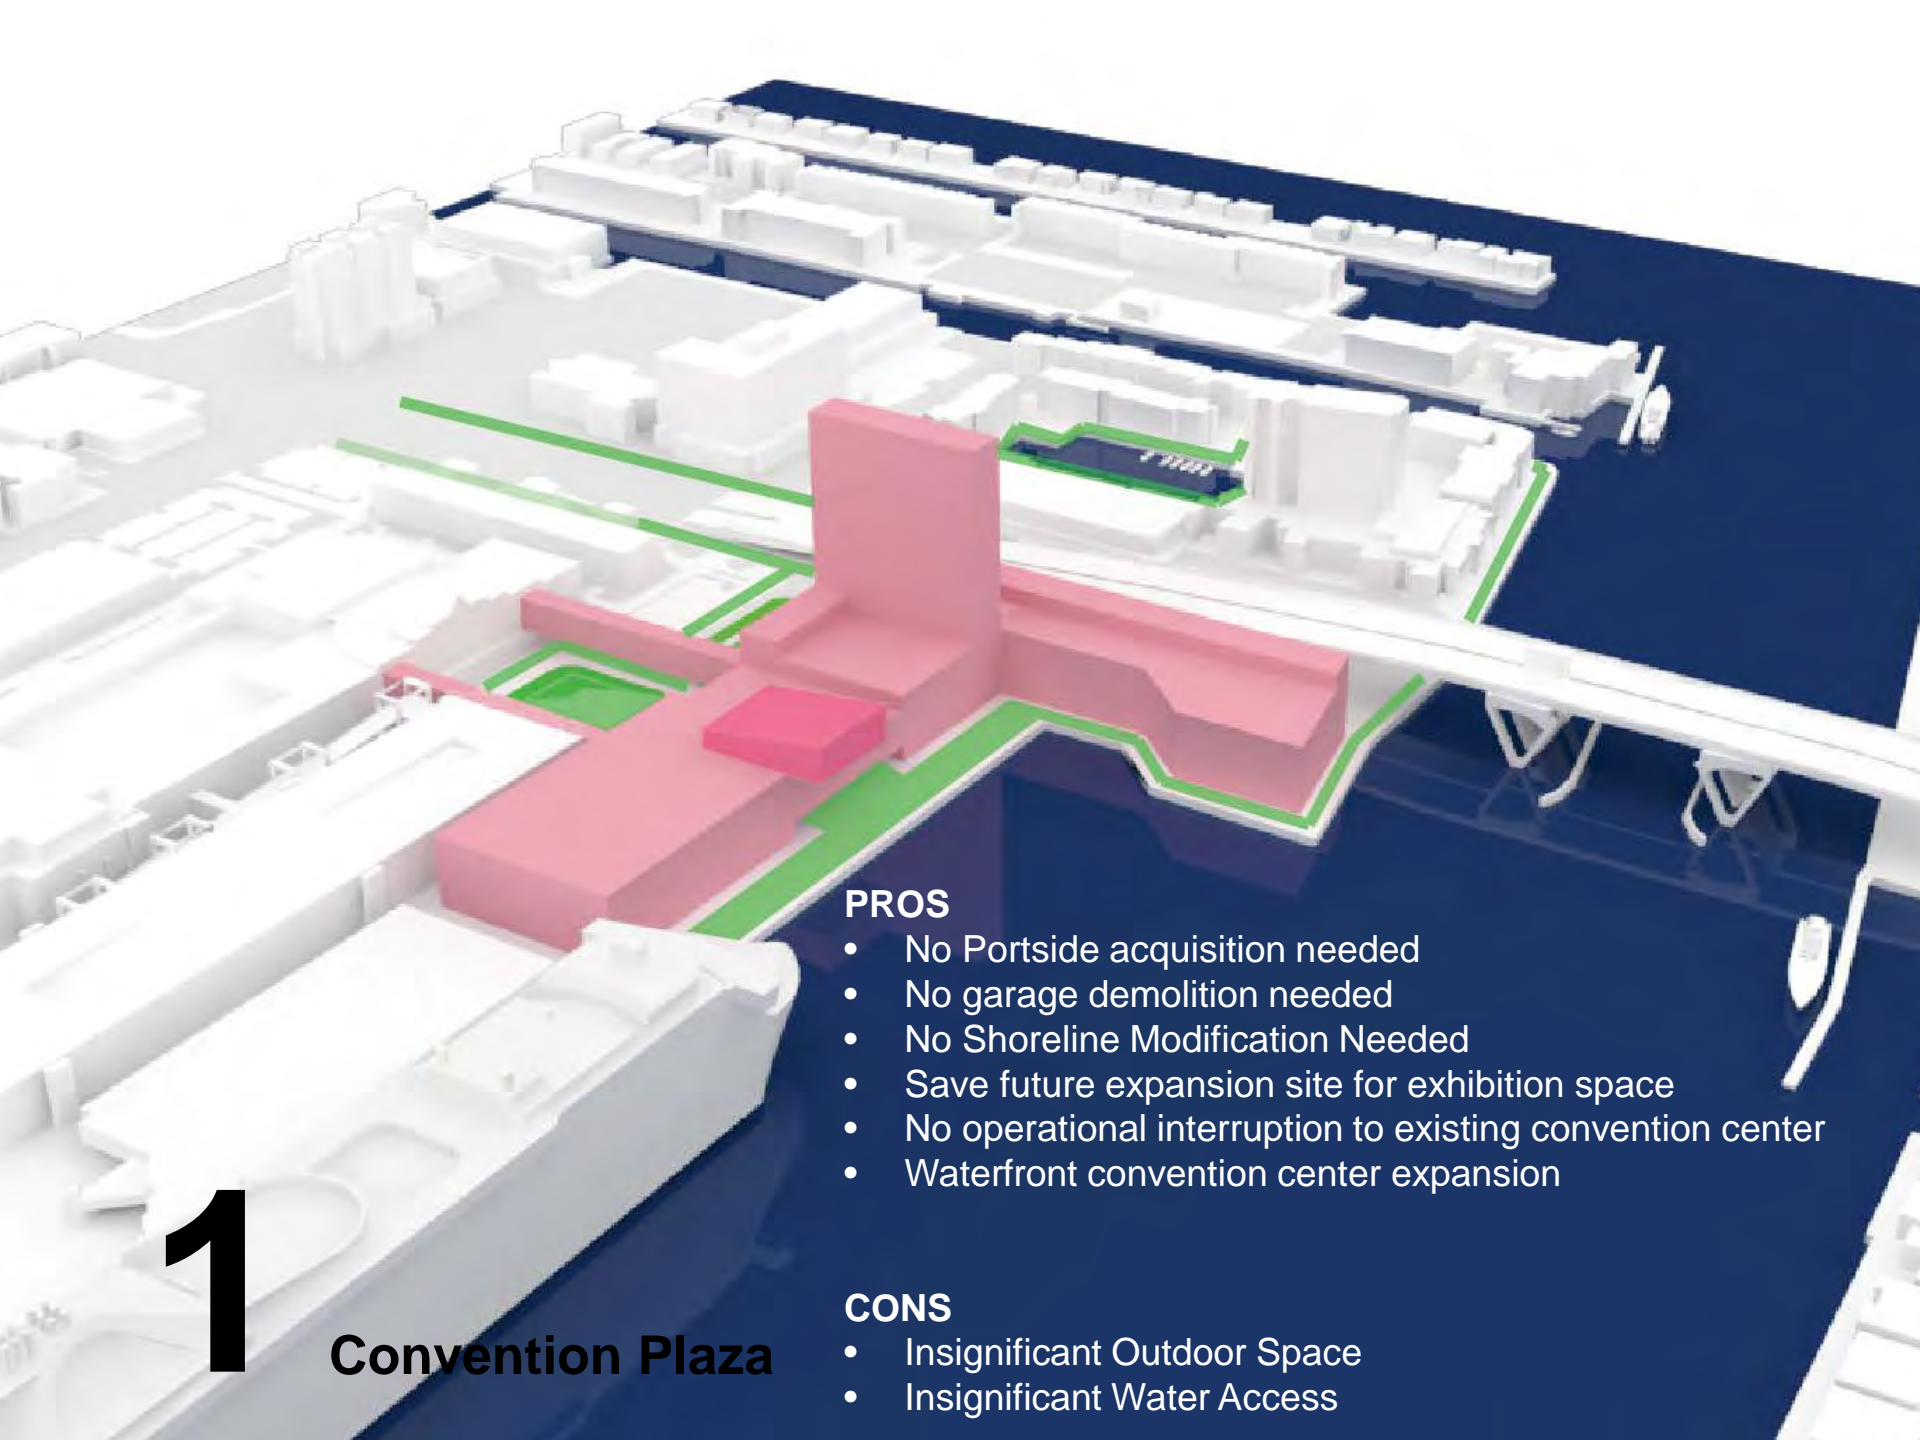 PROS
• No Portside acquisition needed
• No garage demolition needed
• No Shoreline Modification Needed
• Save future expansion site for exhibition space
• No operational interruption to existing convention center
• Waterfront convention center expansion
1 Convention Plaza
CONS
• Insignificant Outdoor Space
• Insignificant Water Access